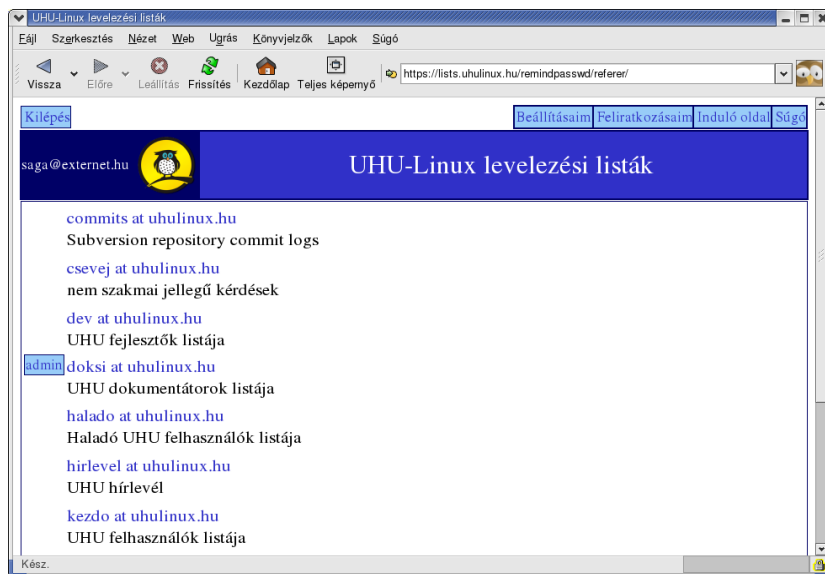 UHU-Linux levelezési listák
Fájl Szerkesztés Nézet Web Ugrás Könyvjelzők Lapok Súgó
Vissza Előre Leállítás Frissítés Kezdőlap Teljes képernyő https://lists.uhulinux.hu/remindpasswd/referer/
Kilépés Beállításaim Feliratkozásaim Induló oldal Súgó
saga@externet.hu UHU-Linux levelezési listák
commits at uhulinux.hu
Subversion repository commit logs
csevej at uhulinux.hu
nem szakmai jellegű kérdések
dev at uhulinux.hu
UHU fejlesztők listája
admin doksi at uhulinux.hu
UHU dokumentátorok listája
halado at uhulinux.hu
Haladó UHU felhasználók listája
hirlevel at uhulinux.hu
UHU hírlevél
kezdo at uhulinux.hu
UHU felhasználók listája
Kész.